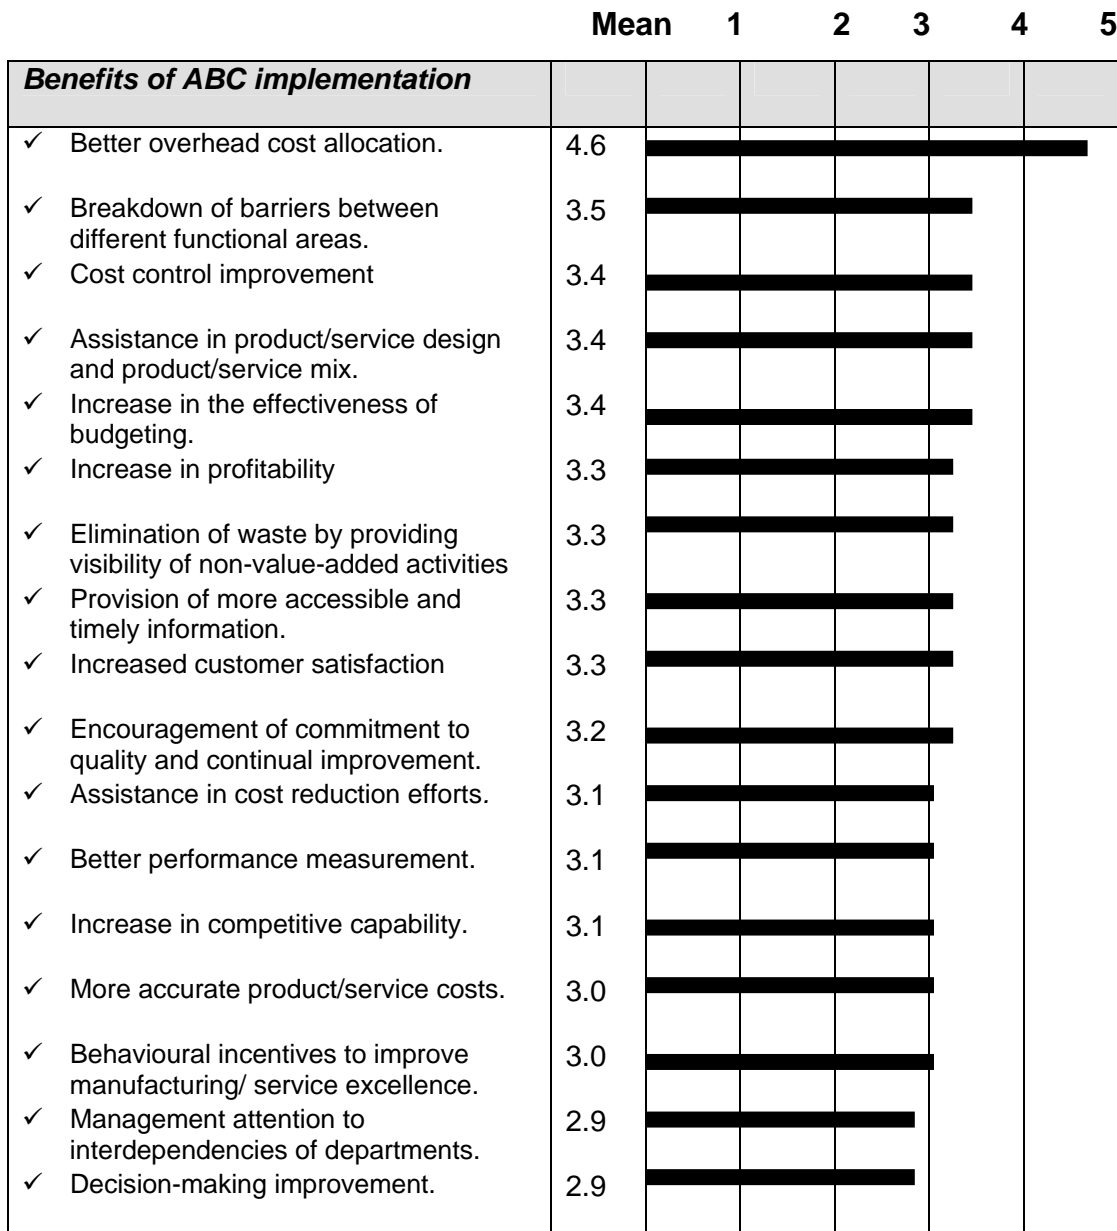 Mean 1 2 3 4 5
Benefits of ABC implementation
✓ Better overhead cost allocation. 4.6
✓ Breakdown of barriers between 3.5
different functional areas.
✓ Cost control improvement 3.4
✓ Assistance in product/service design 3.4
and product/service mix.
✓ Increase in the effectiveness of 3.4
budgeting.
✓ Increase in profitability 3.3
✓ Elimination of waste by providing 3.3
visibility of non-value-added activities
✓ Provision of more accessible and 3.3
timely information.
✓ Increased customer satisfaction 3.3
✓ Encouragement of commitment to 3.2
quality and continual improvement.
✓ Assistance in cost reduction efforts. 3.1
✓ Better performance measurement. 3.1
✓ Increase in competitive capability. 3.1
✓ More accurate product/service costs. 3.0
✓ Behavioural incentives to improve 3.0
manufacturing/ service excellence.
✓ Management attention to 2.9
interdependencies of departments.
✓ Decision-making improvement. 2.9